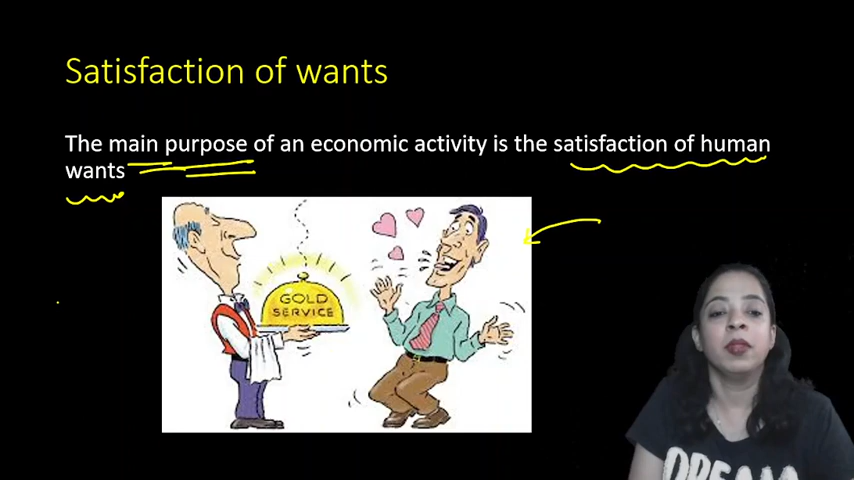 Satisfaction of wants
The main purpose of an economic activity is the satisfaction of human
wants
GOLD
SERVICE
DREAM